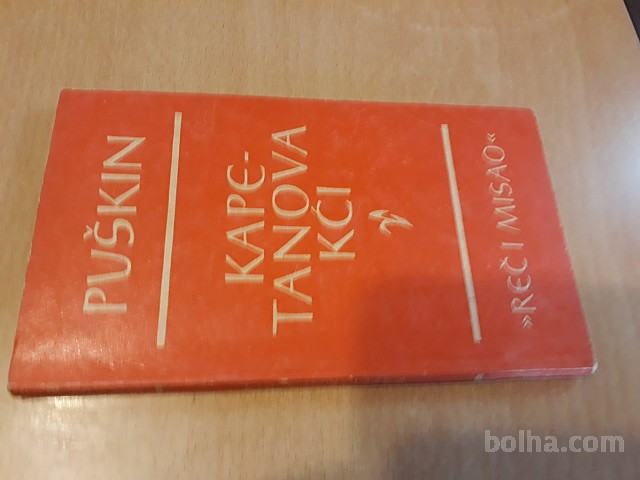 PUŠKIN
KAPE-
TANOVA
KĆI
»REČ I MISAO«
bolha.com